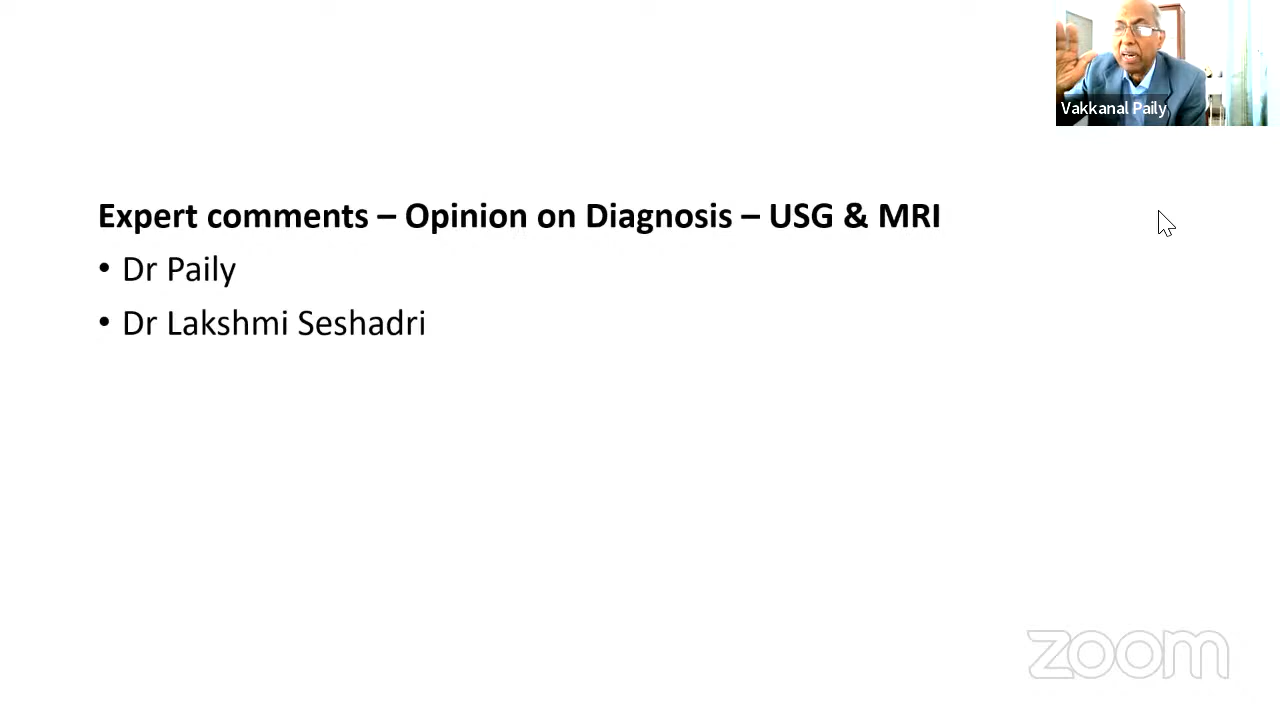 Vakkanal Paily
Expert comments – Opinion on Diagnosis – USG & MRI
• Dr Paily
• Dr Lakshmi Seshadri
zoom